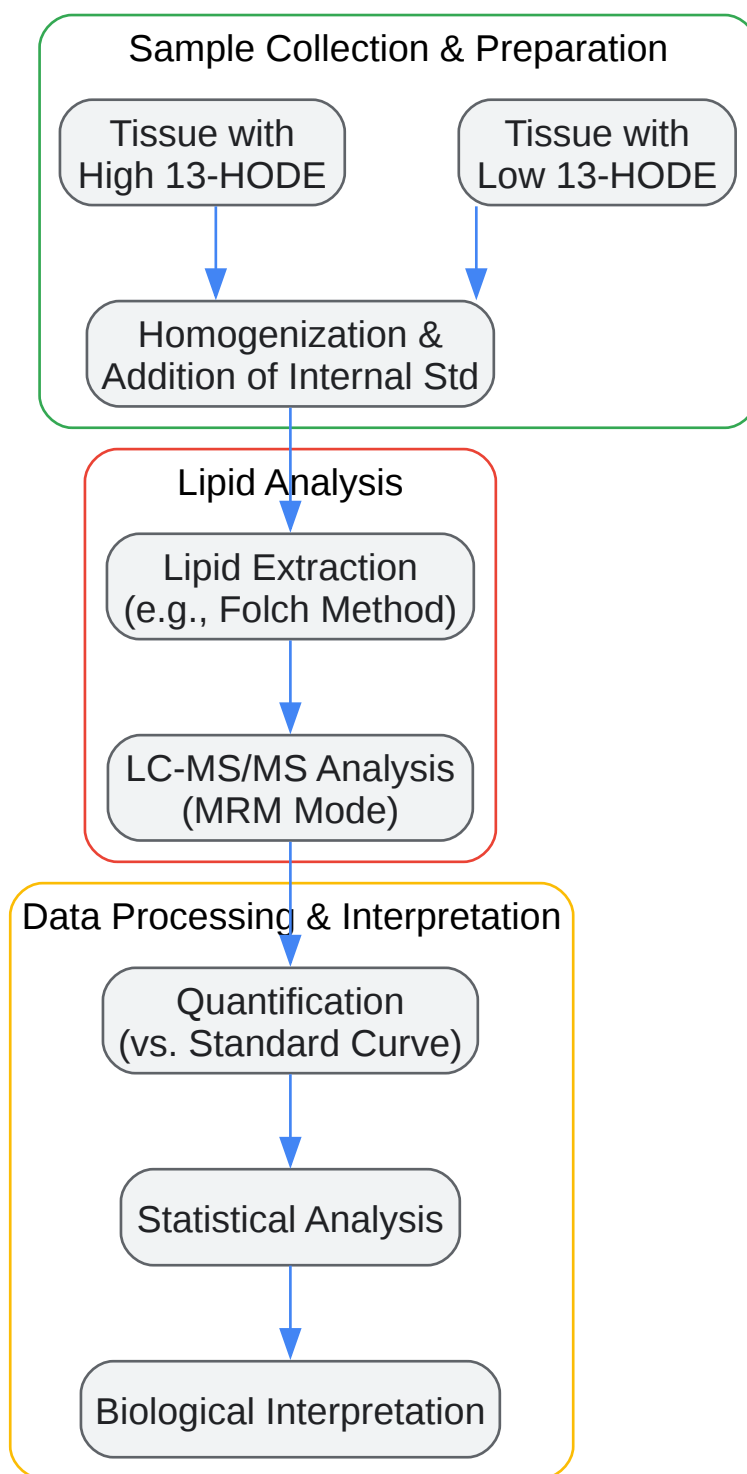 Sample Collection & Preparation
Tissue with
High 13-HODE
Tissue with
Low 13-HODE
Homogenization &
Addition of Internal Std
Lipid Analysis
Lipid Extraction
(e.g., Folch Method)
LC-MS/MS Analysis
(MRM Mode)
Data Processing & Interpretation
Quantification
(vs. Standard Curve)
Statistical Analysis
Biological Interpretation